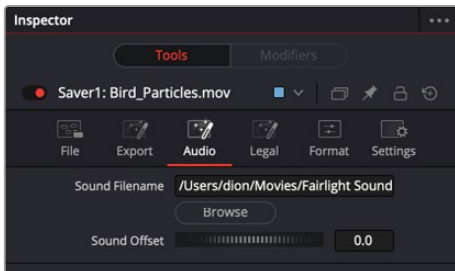 Inspector
Tools Modifiers
Saver1: Bird_Particles.mov
File Export Audio Legal Format Settings
Sound Filename /Users/dion/Movies/Fairlight Sound
Browse
Sound Offset 0.0